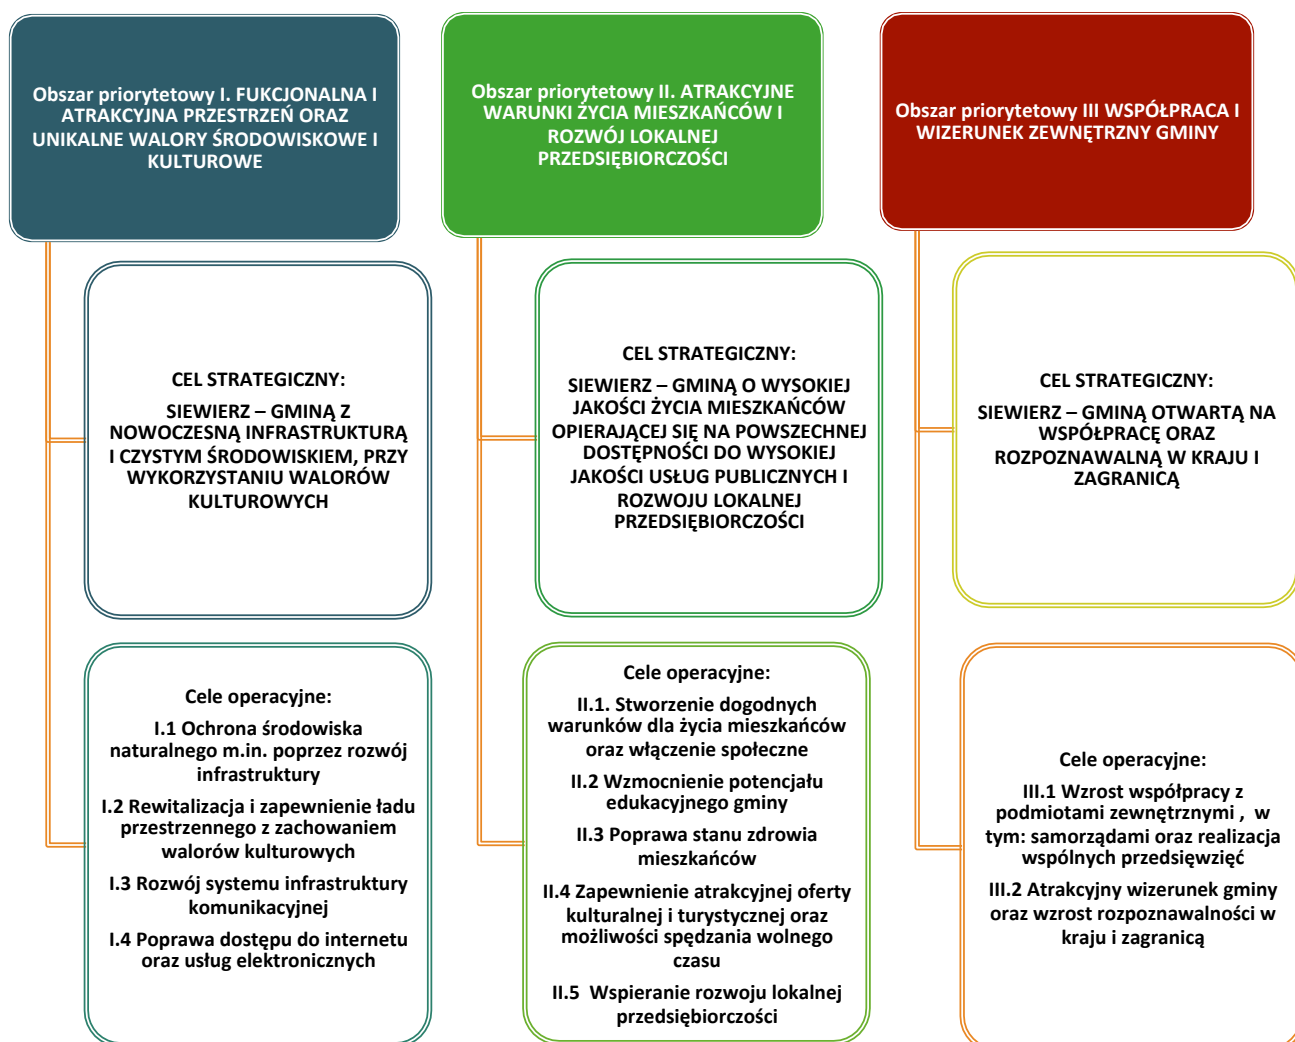 Obszar priorytetowy I. FUKCJONALNA I
ATRAKCYJNA PRZESTRZEŃ ORAZ
UNIKALNE WALORY ŚRODOWISKOWE I
KULTUROWE
CEL STRATEGICZNY:
SIEWIERZ – GMINĄ Z
NOWOCZESNĄ INFRASTRUKTURĄ
I CZYSTYM ŚRODOWISKIEM, PRZY
WYKORZYSTANIU WALORÓW
KULTUROWYCH
Cele operacyjne:
I.1 Ochrona środowiska
naturalnego m.in. poprzez rozwój
infrastruktury
I.2 Rewitalizacja i zapewnienie ładu
przestrzennego z zachowaniem
walorów kulturowych
I.3 Rozwój systemu infrastruktury
komunikacyjnej
I.4 Poprawa dostępu do internetu
oraz usług elektronicznych
Obszar priorytetowy II. ATRAKCYJNE
WARUNKI ŻYCIA MIESZKAŃCÓW I
ROZWÓJ LOKALNEJ
PRZEDSIĘBIORCZOŚCI
CEL STRATEGICZNY:
SIEWIERZ – GMINĄ O WYSOKIEJ
JAKOŚCI ŻYCIA MIESZKAŃCÓW
OPIERAJĄCEJ SIĘ NA POWSZECHNEJ
DOSTĘPNOŚCI DO WYSOKIEJ
JAKOŚCI USŁUG PUBLICZNYCH I
ROZWOJU LOKALNEJ
PRZEDSIĘBIORCZOŚCI
Cele operacyjne:
II.1. Stworzenie dogodnych
warunków dla życia mieszkańców
oraz włączenie społeczne
II.2 Wzmocnienie potencjału
edukacyjnego gminy
II.3 Poprawa stanu zdrowia
mieszkańców
II.4 Zapewnienie atrakcyjnej oferty
kulturalnej i turystycznej oraz
możliwości spędzania wolnego
czasu
II.5 Wspieranie rozwoju lokalnej
przedsiębiorczości
Obszar priorytetowy III WSPÓŁPRACA I
WIZERUNEK ZEWNĘTRZNY GMINY
CEL STRATEGICZNY:
SIEWIERZ – GMINĄ OTWARTĄ NA
WSPÓŁPRACĘ ORAZ
ROZPOZNAWALNĄ W KRAJU I
ZAGRANICĄ
Cele operacyjne:
III.1 Wzrost współpracy z
podmiotami zewnętrznymi , w
tym: samorządami oraz realizacja
wspólnych przedsięwzięć
III.2 Atrakcyjny wizerunek gminy
oraz wzrost rozpoznawalności w
kraju i zagranicą